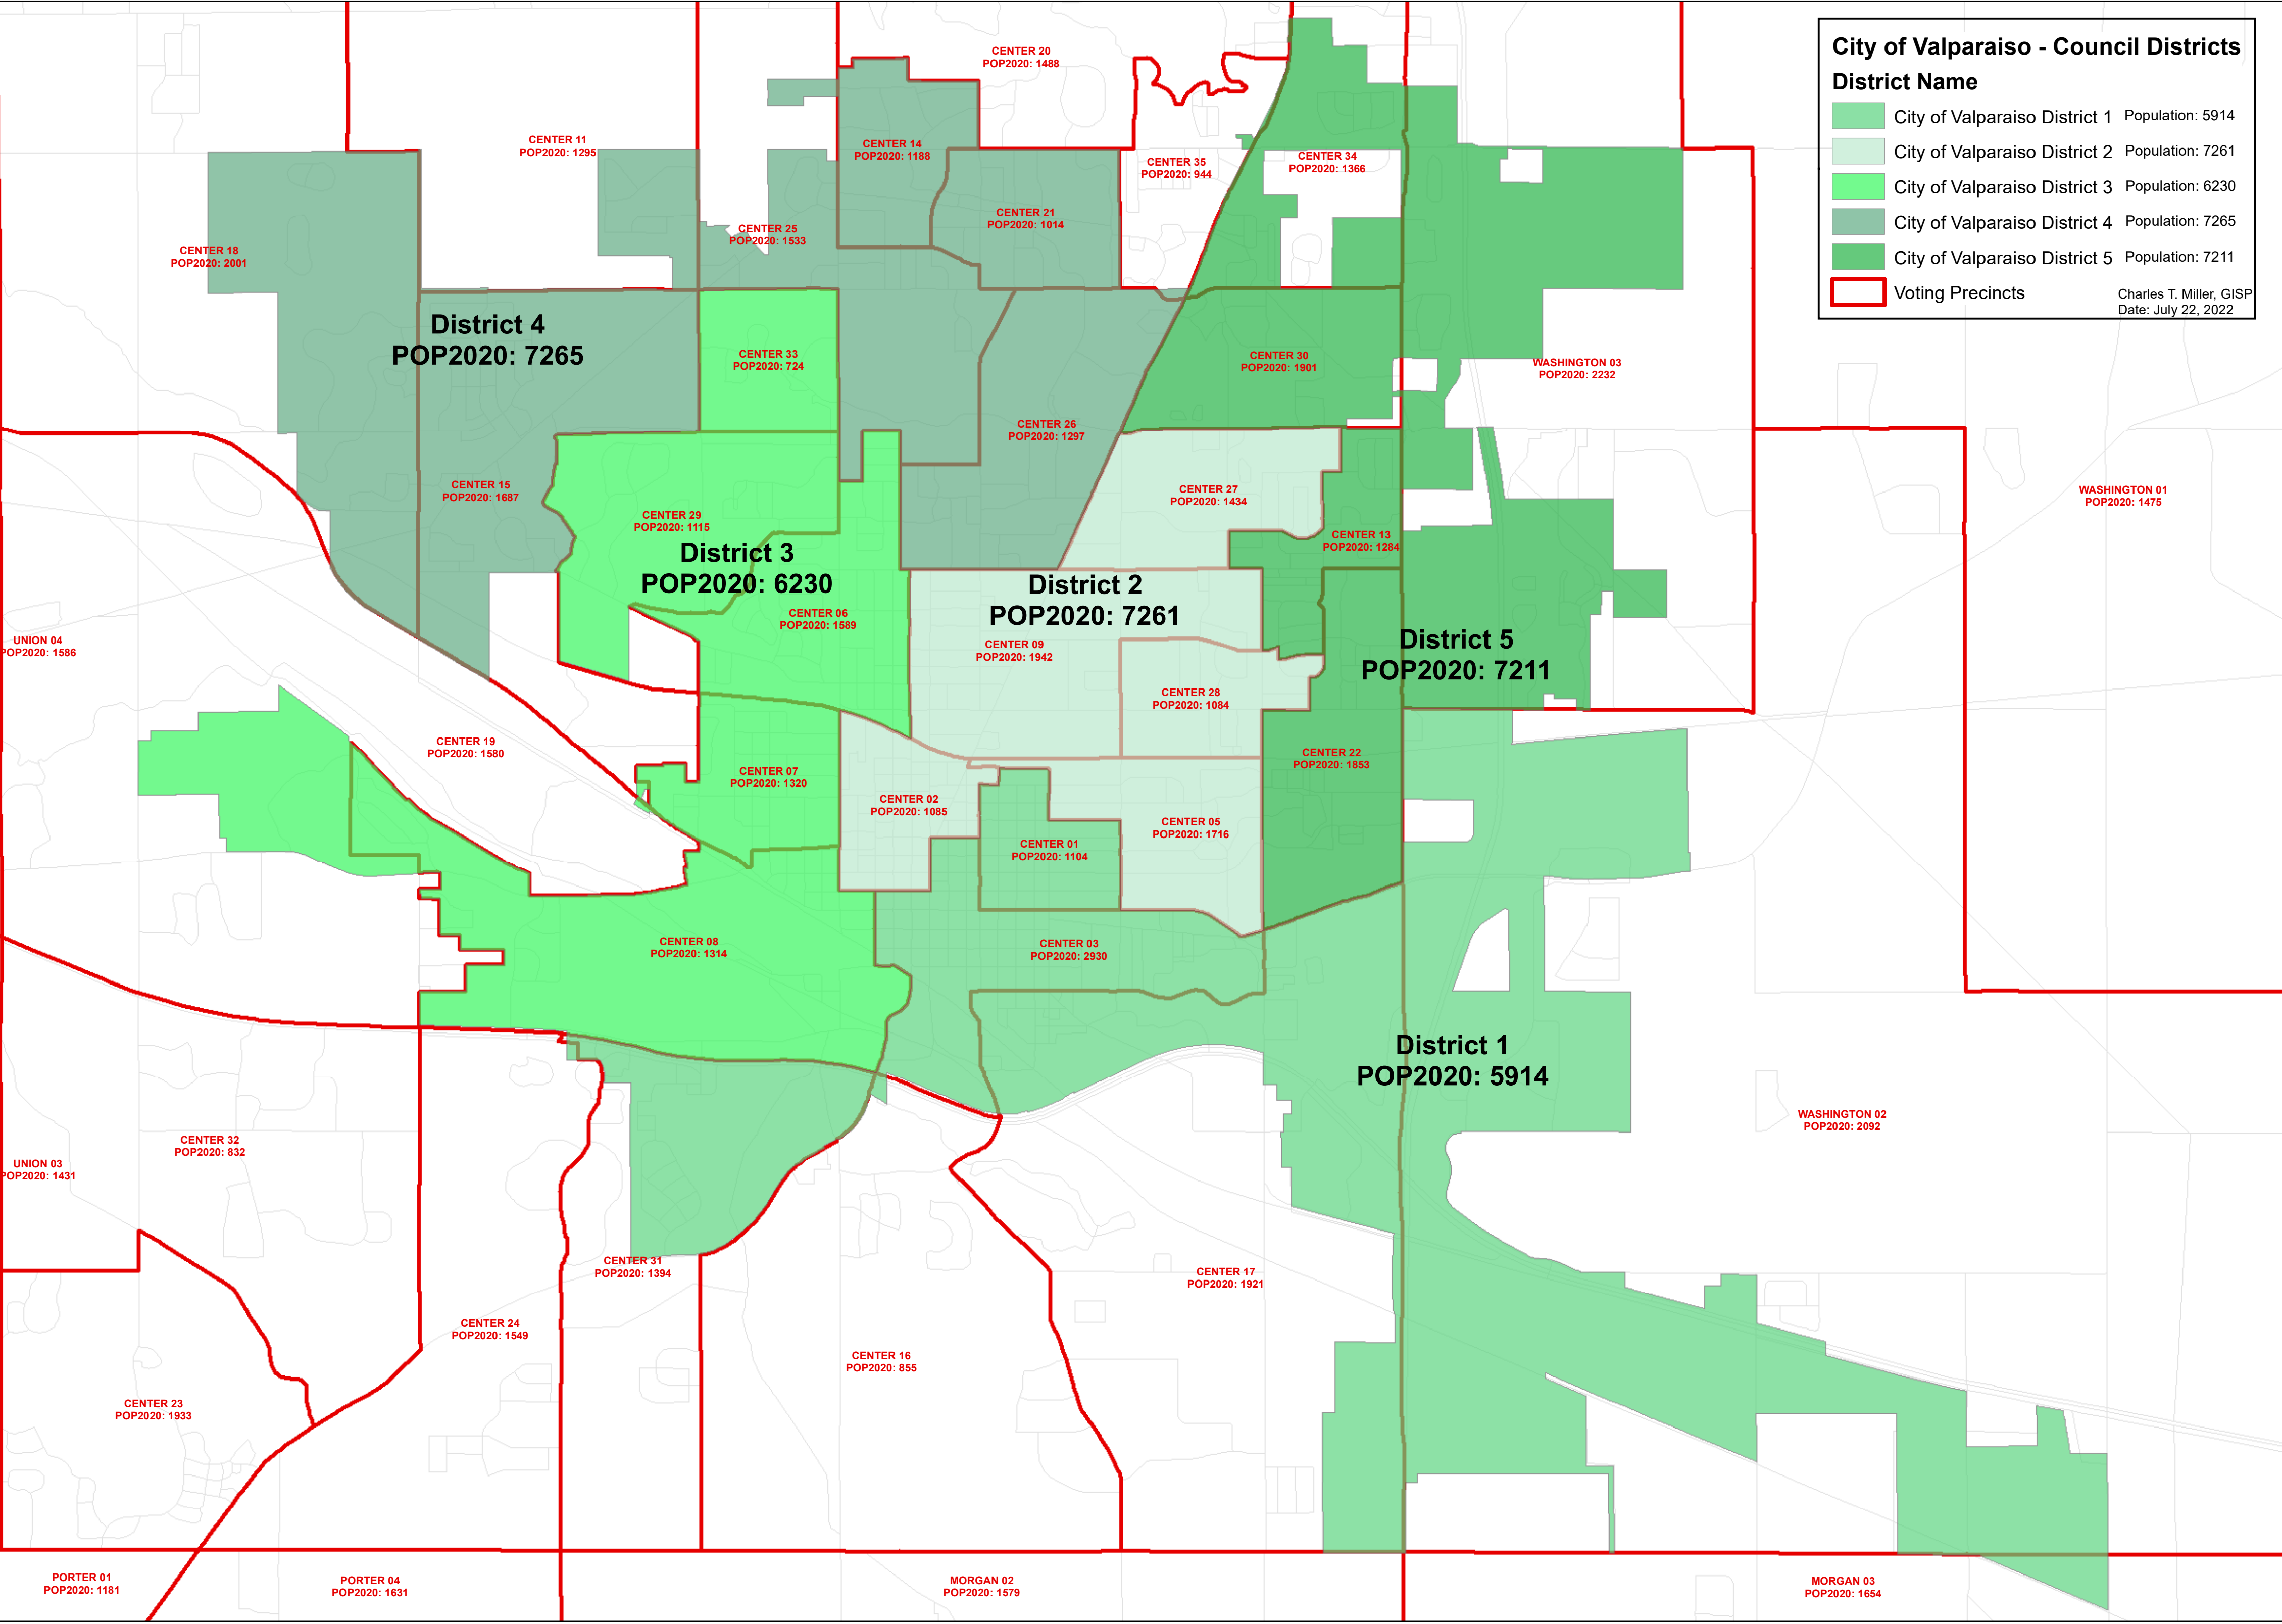 City of Valparaiso - Council Districts
District Name
City of Valparaiso District 1 Population: 5914
City of Valparaiso District 2 Population: 7261
City of Valparaiso District 3 Population: 6230
City of Valparaiso District 4 Population: 7265
City of Valparaiso District 5 Population: 7211
Voting Precincts
Charles T. Miller, GISP
Date: July 22, 2022
CENTER 20
POP2020: 1488
CENTER 11
POP2020: 1295
CENTER 14
POP2020: 1188
CENTER 35
POP2020: 944
CENTER 34
POP2020: 1366
CENTER 21
POP2020: 1014
CENTER 25
POP2020: 1533
CENTER 18
POP2020: 2001
District 4
POP2020: 7265
CENTER 33
POP2020: 724
CENTER 30
POP2020: 1901
WASHINGTON 03
POP2020: 2232
CENTER 26
POP2020: 1297
CENTER 15
POP2020: 1687
CENTER 27
POP2020: 1434
WASHINGTON 01
POP2020: 1475
CENTER 29
POP2020: 1115
CENTER 13
POP2020: 1284
District 3
POP2020: 6230
District 2
POP2020: 7261
CENTER 06
POP2020: 1589
UNION 04
POP2020: 1586
CENTER 09
POP2020: 1942
District 5
POP2020: 7211
CENTER 28
POP2020: 1084
CENTER 19
POP2020: 1580
CENTER 22
POP2020: 1853
CENTER 07
POP2020: 1320
CENTER 02
POP2020: 1085
CENTER 05
POP2020: 1716
CENTER 01
POP2020: 1104
CENTER 08
POP2020: 1314
CENTER 03
POP2020: 2930
District 1
POP2020: 5914
WASHINGTON 02
POP2020: 2092
CENTER 32
POP2020: 832
UNION 03
POP2020: 1431
CENTER 31
POP2020: 1394
CENTER 17
POP2020: 1921
CENTER 24
POP2020: 1549
CENTER 16
POP2020: 855
CENTER 23
POP2020: 1933
PORTER 01
POP2020: 1181
PORTER 04
POP2020: 1631
MORGAN 02
POP2020: 1579
MORGAN 03
POP2020: 1654